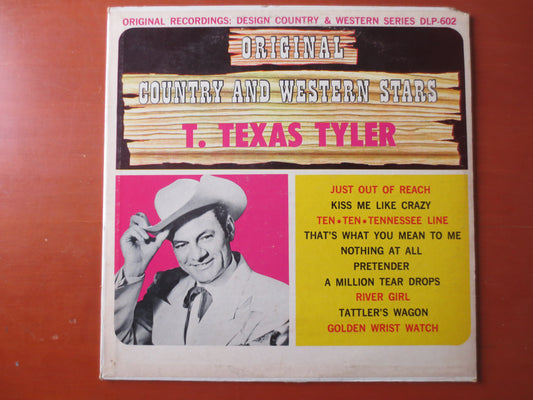 ORIGINAL RECORDINGS: DESIGN COUNTRY & WESTERN SERIES DLP-602
ORIGINAL
COUNTRY AND WESTERN STARS
T. TEXAS TYLER
JUST OUT OF REACH
KISS ME LIKE CRAZY
TEN★TEN★TENNESSEE LINE
THAT'S WHAT YOU MEAN TO ME
NOTHING AT ALL
PRETENDER
A MILLION TEAR DROPS
RIVER GIRL
TATTLER'S WAGON
GOLDEN WRIST WATCH